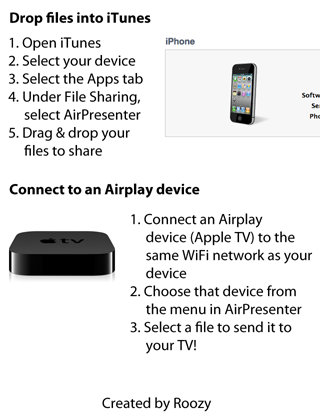 Drop files into iTunes
1. Open iTunes
2. Select your device
3. Select the Apps tab
4. Under File Sharing,
select AirPresenter
5. Drag & drop your
files to share
iPhone
Softw
Se
Pho
Connect to an Airplay device
tv
1. Connect an Airplay
device (Apple TV) to the
same WiFi network as your
device
2. Choose that device from
the menu in AirPresenter
3. Select a file to send it to
your TV!
Created by Roozy